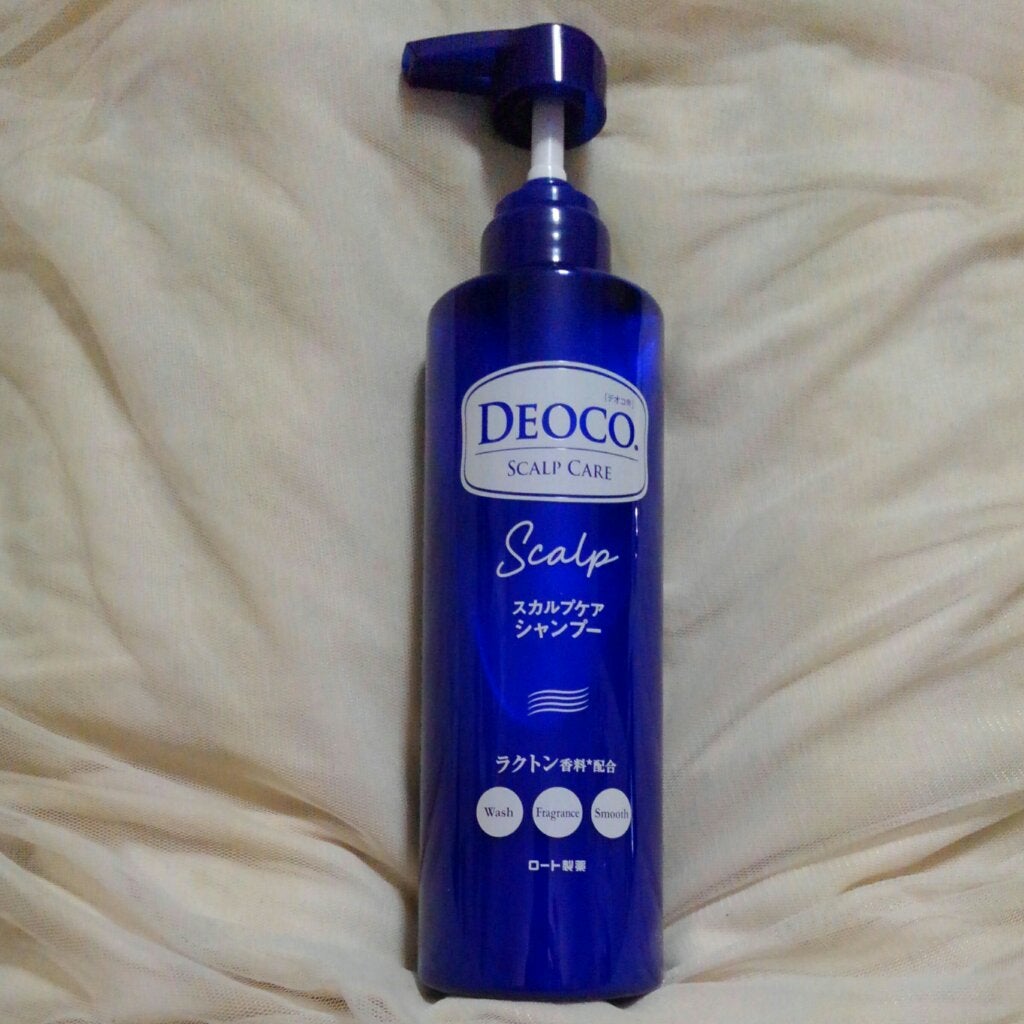 ［デオコ®］
DEOCO.
SCALP CARE
Scalp
スカルプケア
シャンプー
ラクトン香料*配合
Wash Fragrance Smooth
ロート製薬